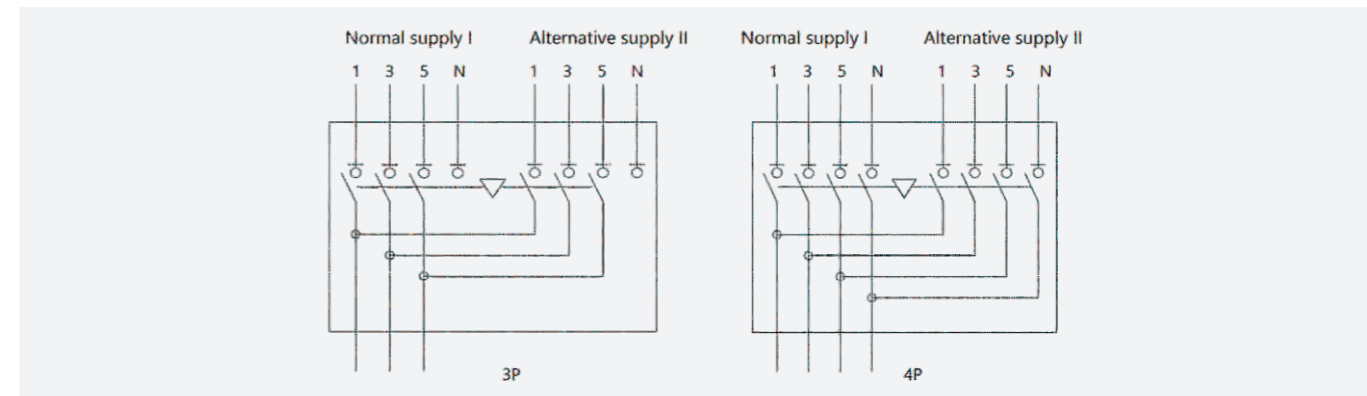 Normal supply I Alternative supply II Normal supply I Alternative supply II
1 3 5 N 1 3 5 N 1 3 5 N 1 3 5 N
3P 4P